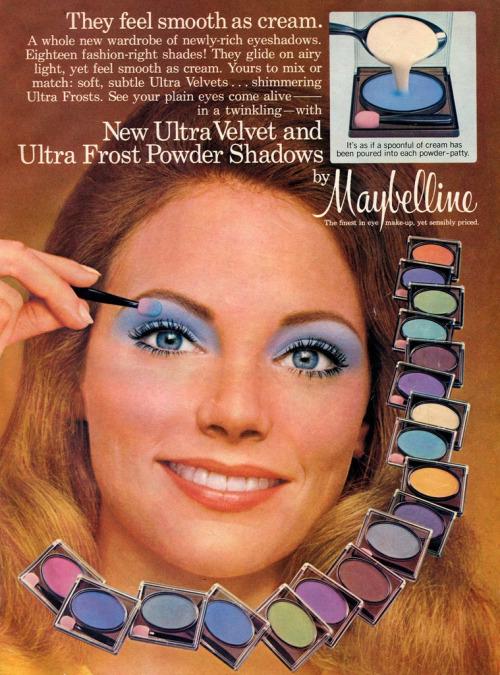 They feel smooth as cream.
A whole new wardrobe of newly-rich eyeshadows.
Eighteen fashion-right shades! They glide on airy
light, yet feel smooth as cream. Yours to mix or
match: soft, subtle Ultra Velvets . . . shimmering
Ultra Frosts. See your plain eyes come alive——
in a twinkling—with
New Ultra Velvet and
Ultra Frost Powder Shadows
by Maybelline
The finest in eye make-up, yet sensibly priced.
It's as if a spoonful of cream has
been poured into each powder-patty.